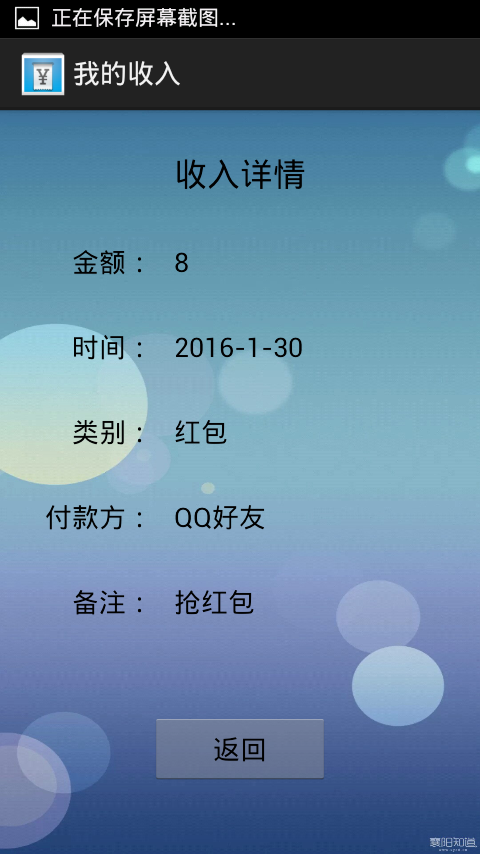 正在保存屏幕截图...
我的收入
收入详情
金额： 8
时间： 2016-1-30
类别： 红包
付款方： QQ好友
备注： 抢红包
返回
襄阳知道